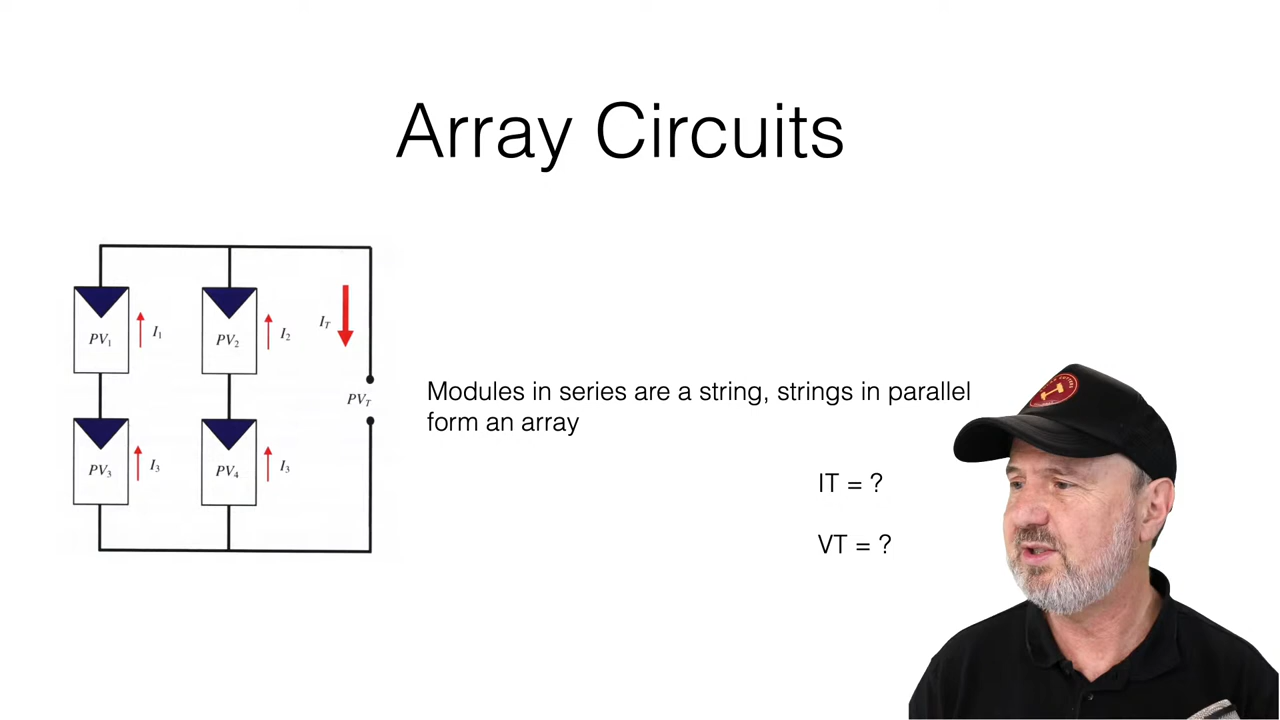 Array Circuits
PV1 I1 PV2 I2 IT
PVT
PV3 I3 PV4 I3
Modules in series are a string, strings in parallel
form an array
IT = ?
VT = ?